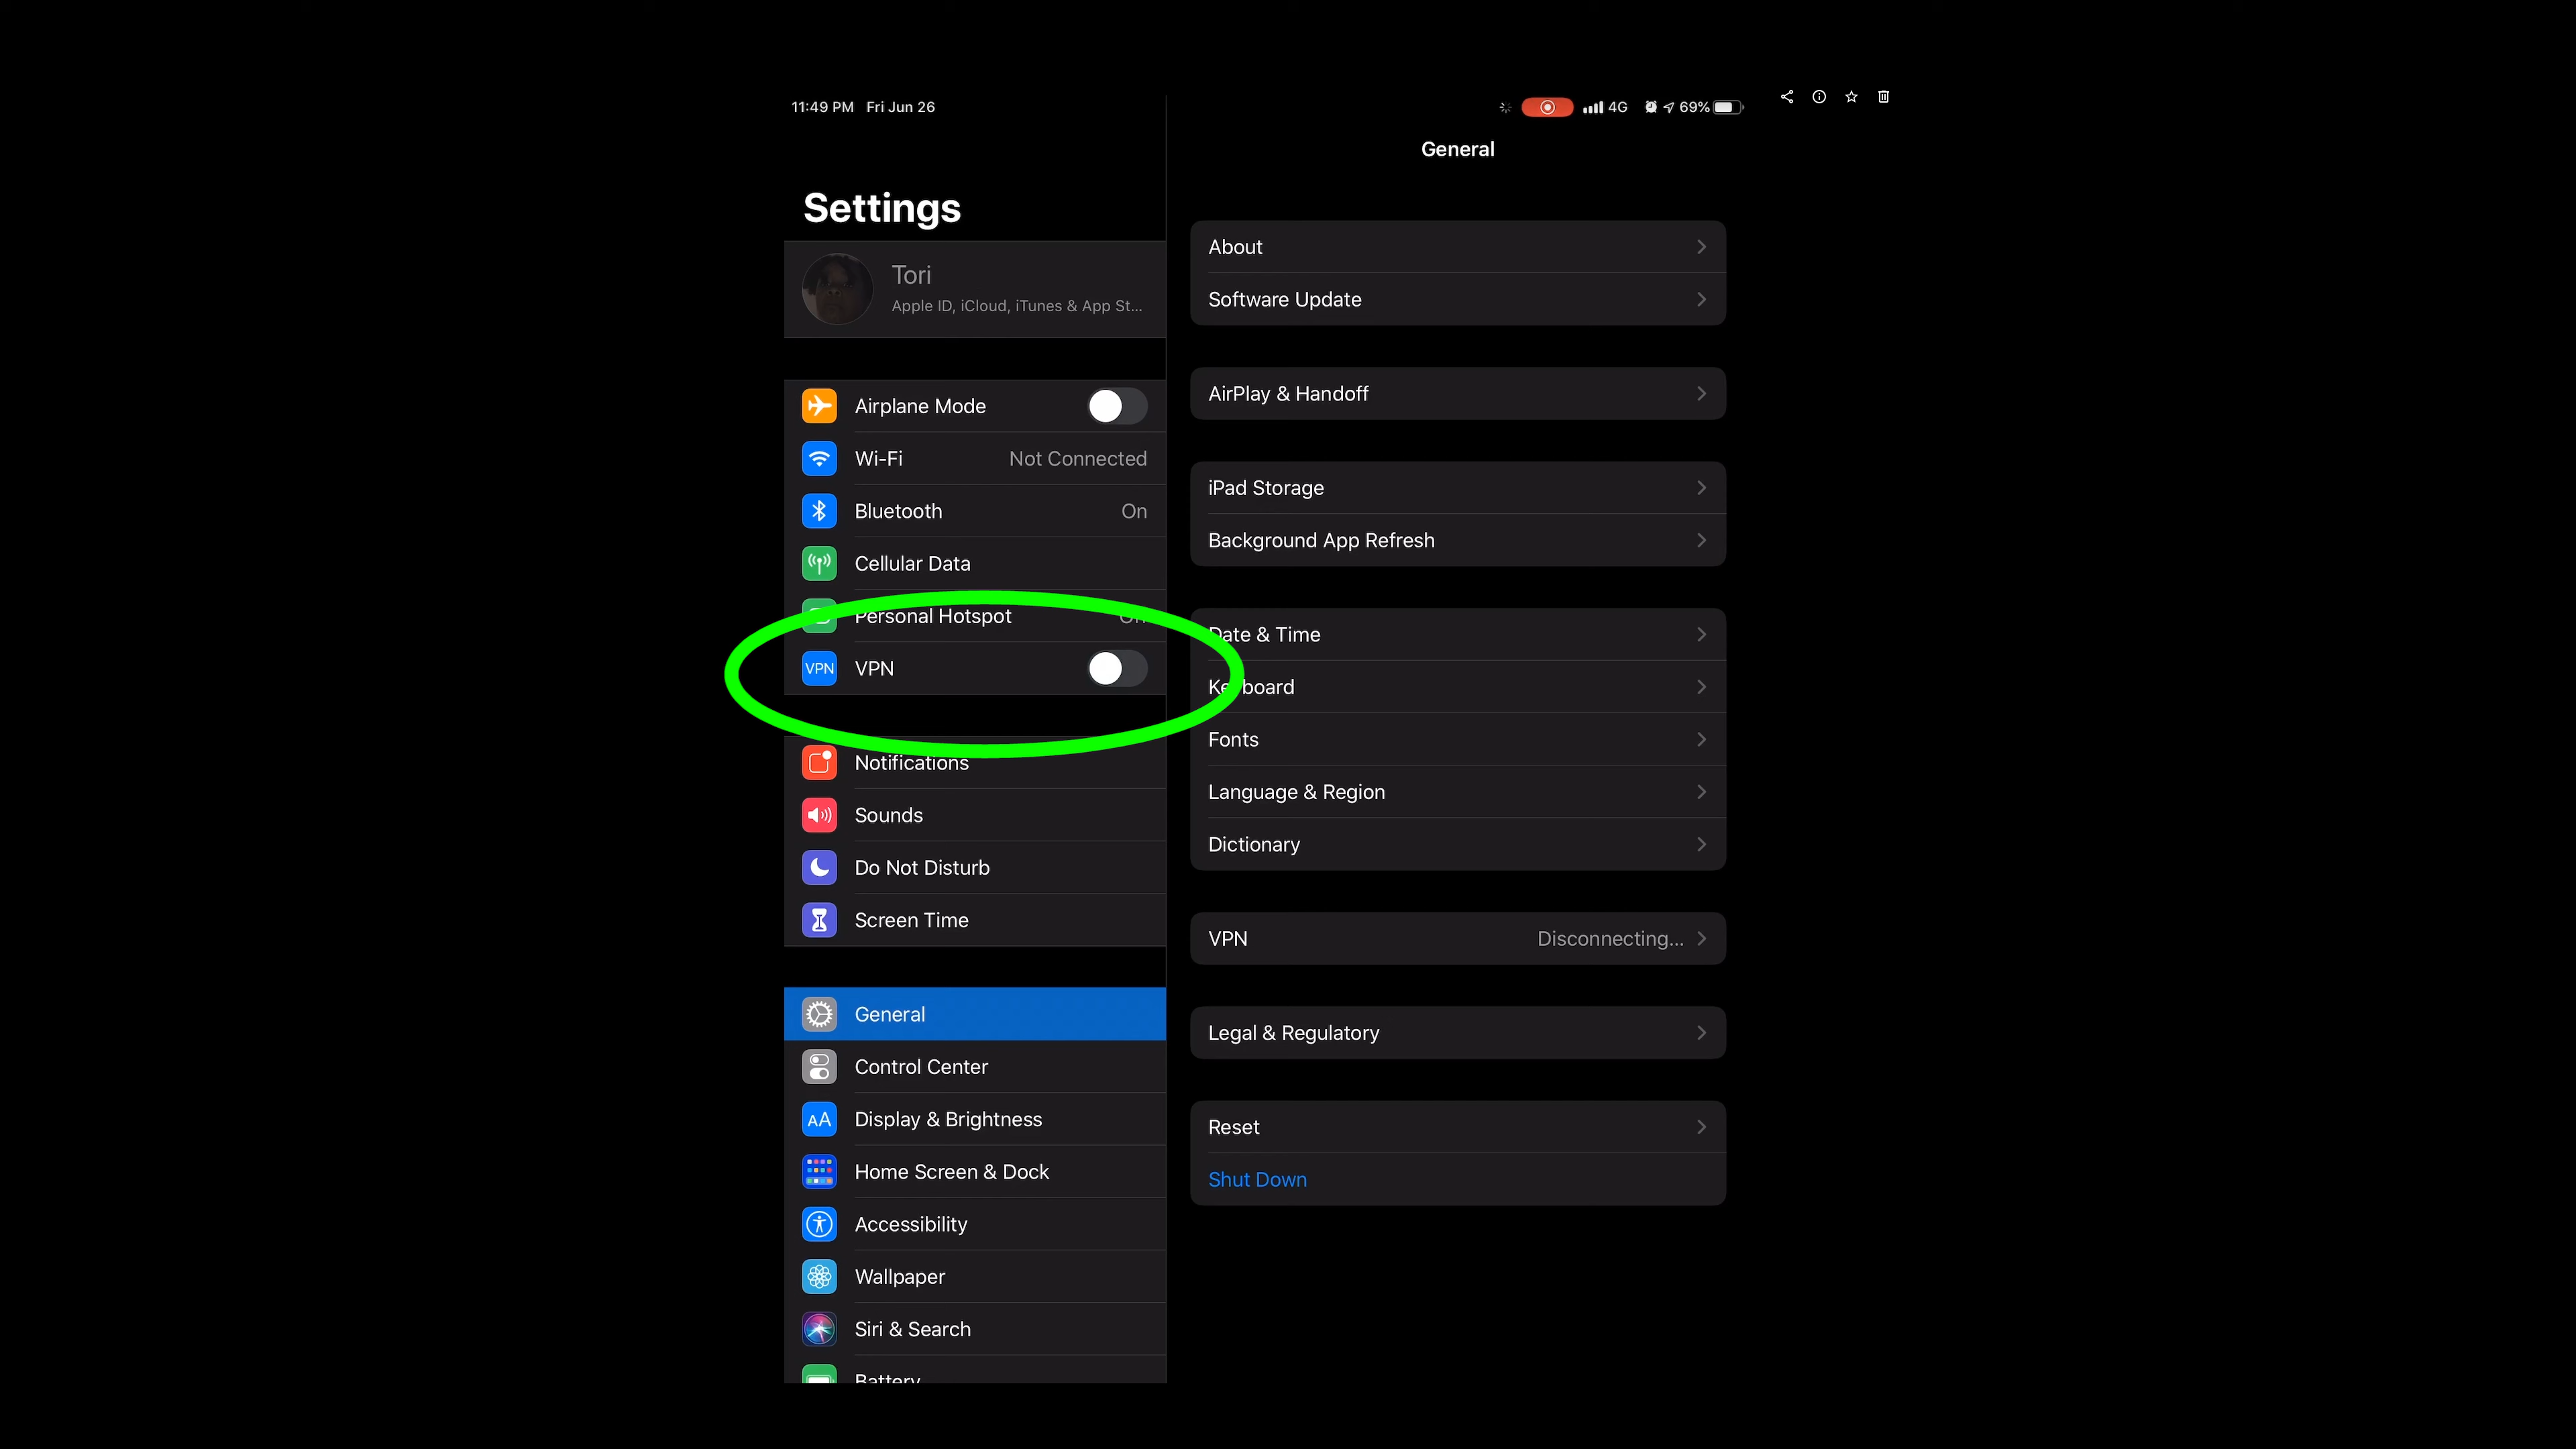 11:49 PM Fri Jun 26
4G 69%
Settings
Tori
Apple ID, iCloud, iTunes & App St...
Airplane Mode
Wi-Fi Not Connected
Bluetooth On
Cellular Data
Personal Hotspot
VPN VPN
Notifications
Sounds
Do Not Disturb
Screen Time
General
Control Center
AA Display & Brightness
Home Screen & Dock
Accessibility
Wallpaper
Siri & Search
Battery
General
About
Software Update
AirPlay & Handoff
iPad Storage
Background App Refresh
Date & Time
Keyboard
Fonts
Language & Region
Dictionary
VPN Disconnecting...
Legal & Regulatory
Reset
Shut Down